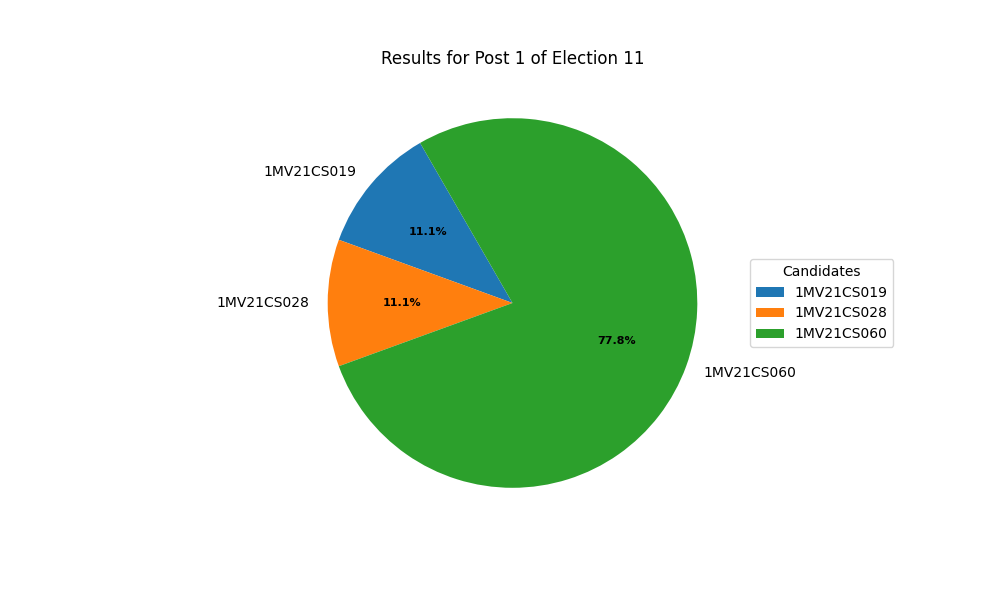 Results for Post 1 of Election 11
1MV21CS019
11.1%
1MV21CS028
11.1%
77.8%
1MV21CS060
Candidates
1MV21CS019
1MV21CS028
1MV21CS060